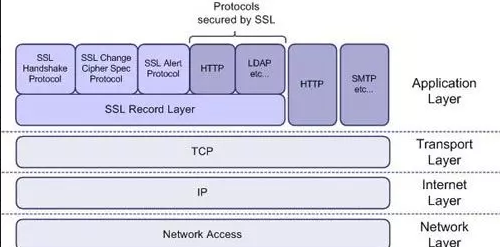 Protocols
secured by SSL
SSL
Handshake
Protocol
SSL Change
Cipher Spec
Protocol
SSL Alert
Protocol
HTTP
LDAP
etc...
HTTP
SMTP
etc...
SSL Record Layer
Application
Layer
TCP
Transport
Layer
IP
Internet
Layer
Network Access
Network
Layer